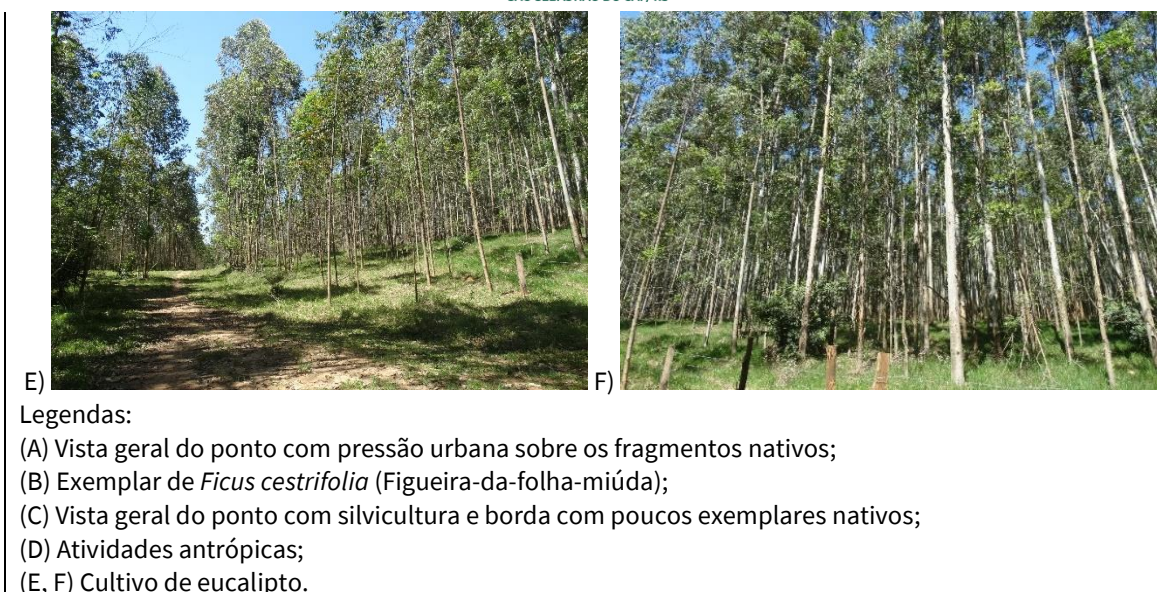 E)
F)
Legendas:
(A) Vista geral do ponto com pressão urbana sobre os fragmentos nativos;
(B) Exemplar de Ficus cestrifolia (Figueira-da-folha-miúda);
(C) Vista geral do ponto com silvicultura e borda com poucos exemplares nativos;
(D) Atividades antrópicas;
(E, F) Cultivo de eucalipto.